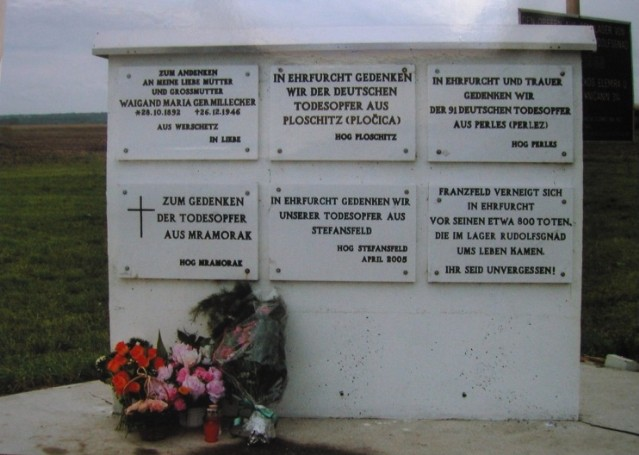 ZUM ANDENKEN
AN MEINE LIEBE MUTTER
UND GROSSMUTTER
WAIGAND MARIA GER MILLECKER
*28.10.1892 +26.12.1946
AUS WERSCHETZ
IN LIEBE
IN EHRFURCHT GEDENKEN
WIR DER DEUTSCHEN
TODESOPFER AUS
PLOSCHITZ (PLOČICA)
HOG PLOSCHITZ
IN EHRFURCHT UND TRAUER
GEDENKEN WIR
DER 91 DEUTSCHEN TODESOPFER
AUS PERLES (PERLEZ)
HOG PERLES
ZUM GEDENKEN
DER TODESOPFER
AUS MRAMORAK
HOG MRAMORAK
IN EHRFURCHT GEDENKEN WIR
UNSERER TODESOPFER AUS
STEFANSFELD
HOG STEFANSFELD
APRIL 2005
FRANZFELD VERNEIGT SICH
IN EHRFURCHT
VOR SEINEN ETWA 800 TOTEN,
DIE IM LAGER RUDOLFSGNAD
UMS LEBEN KAMEN.
IHR SEID UNVERGESSEN!